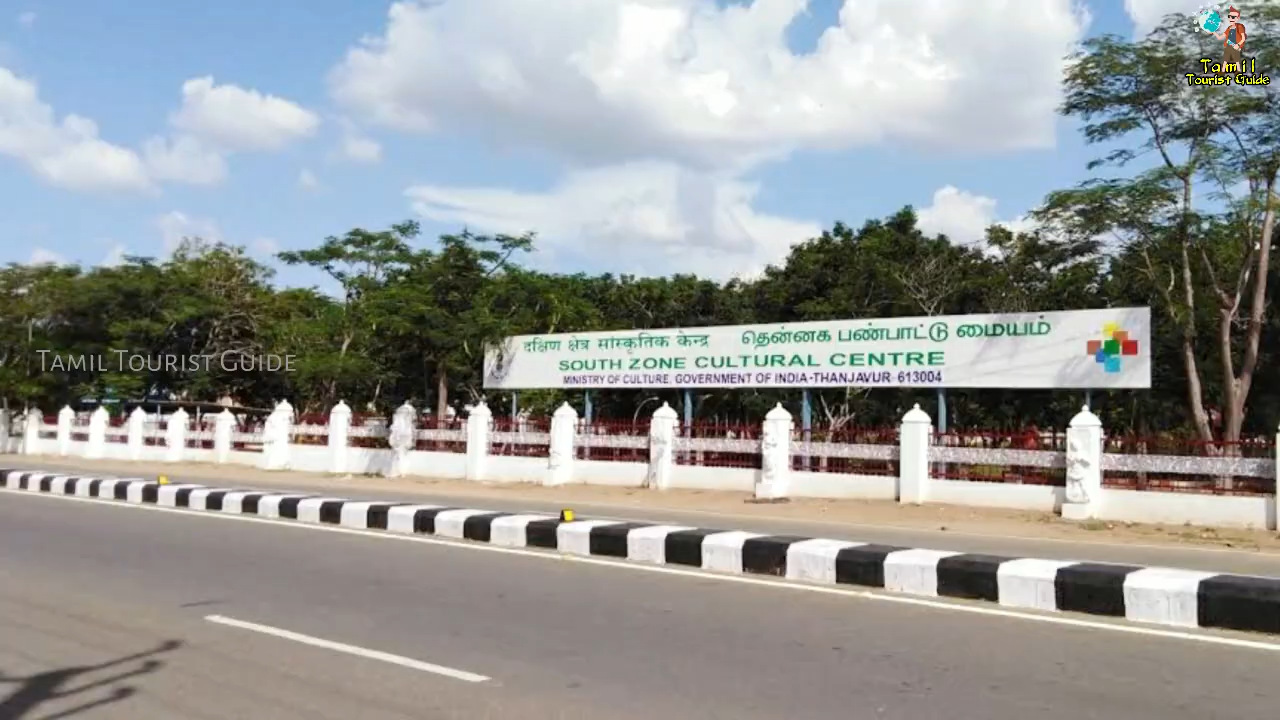 Tamil
Tourist Guide
TAMIL TOURIST GUIDE
दक्षिण क्षेत्र सांस्कृतिक केन्द्र தென்னக பண்பாட்டு மையம்
SOUTH ZONE CULTURAL CENTRE
MINISTRY OF CULTURE, GOVERNMENT OF INDIA-THANJAVUR- 613004